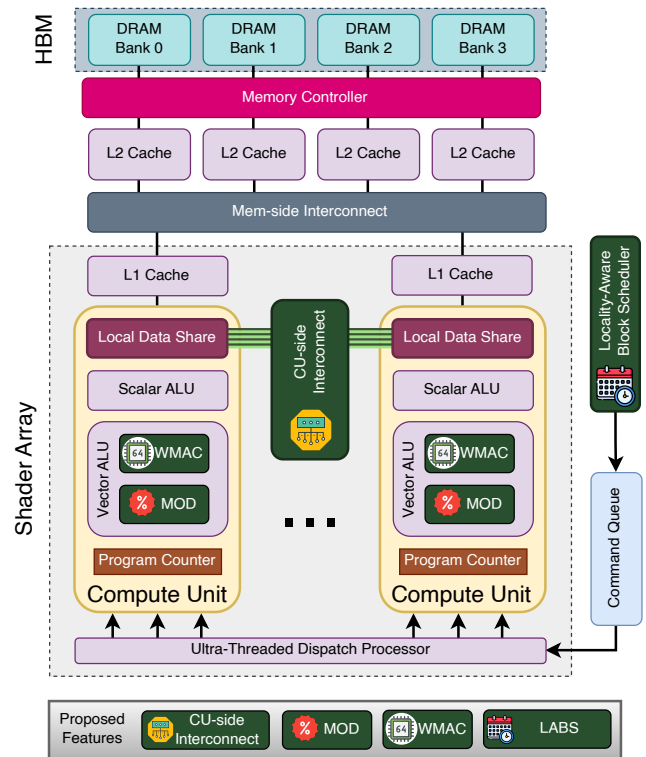 HBM
DRAM
Bank 0
DRAM
Bank 1
DRAM
Bank 2
DRAM
Bank 3
Memory Controller
L2 Cache
L2 Cache
L2 Cache
L2 Cache
Mem-side Interconnect
Shader Array
L1 Cache
L1 Cache
Local Data Share
CU-side
Interconnect
Local Data Share
Locality-Aware
Block Scheduler
Scalar ALU
Scalar ALU
Vector ALU
64
WMAC
% MOD
Vector ALU
64
WMAC
% MOD
...
Program Counter
Program Counter
Compute Unit
Compute Unit
Command Queue
Ultra-Threaded Dispatch Processor
Proposed
Features
CU-side
Interconnect
% MOD
64
WMAC
LABS